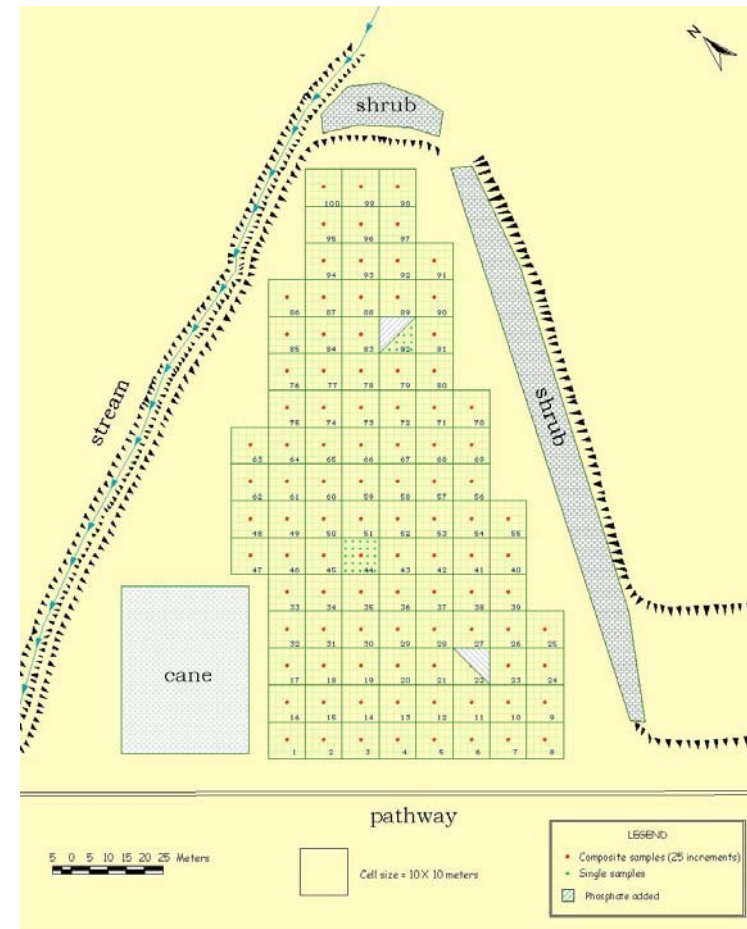 N
shrub
100 99 98
95 96 97
94 93 92 91
86 87 88 89 90
85 84 83 82 81
76 77 78 79 80
75 74 73 72 71 70
stream
shrub
63 64 65 66 67 68 69
62 61 60 59 58 57 56
48 49 50 51 52 53 54 55
47 46 45 44 43 42 41 40
33 34 35 36 37 38 39
32 31 30 29 28 27 26 25
cane
17 18 19 20 21 22 23 24
16 15 14 13 12 11 10 9
1 2 3 4 5 6 7 8
pathway
5 0 5 10 15 20 25 Meters
Cell size = 10 X 10 meters
LEGEND
Composite samples (25 increments)
Single samples
Phosphate added